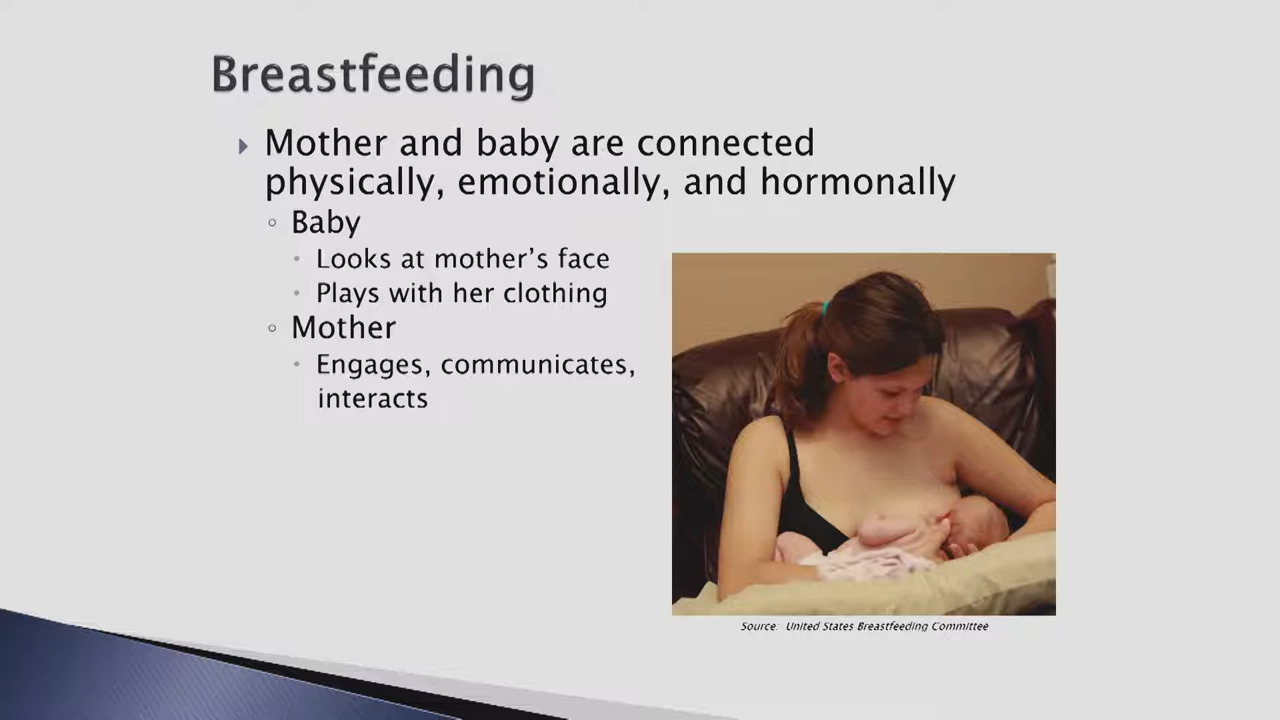 Breastfeeding
Mother and baby are connected
physically, emotionally, and hormonally
Baby
Looks at mother’s face
Plays with her clothing
Mother
Engages, communicates,
interacts
Source: United States Breastfeeding Committee